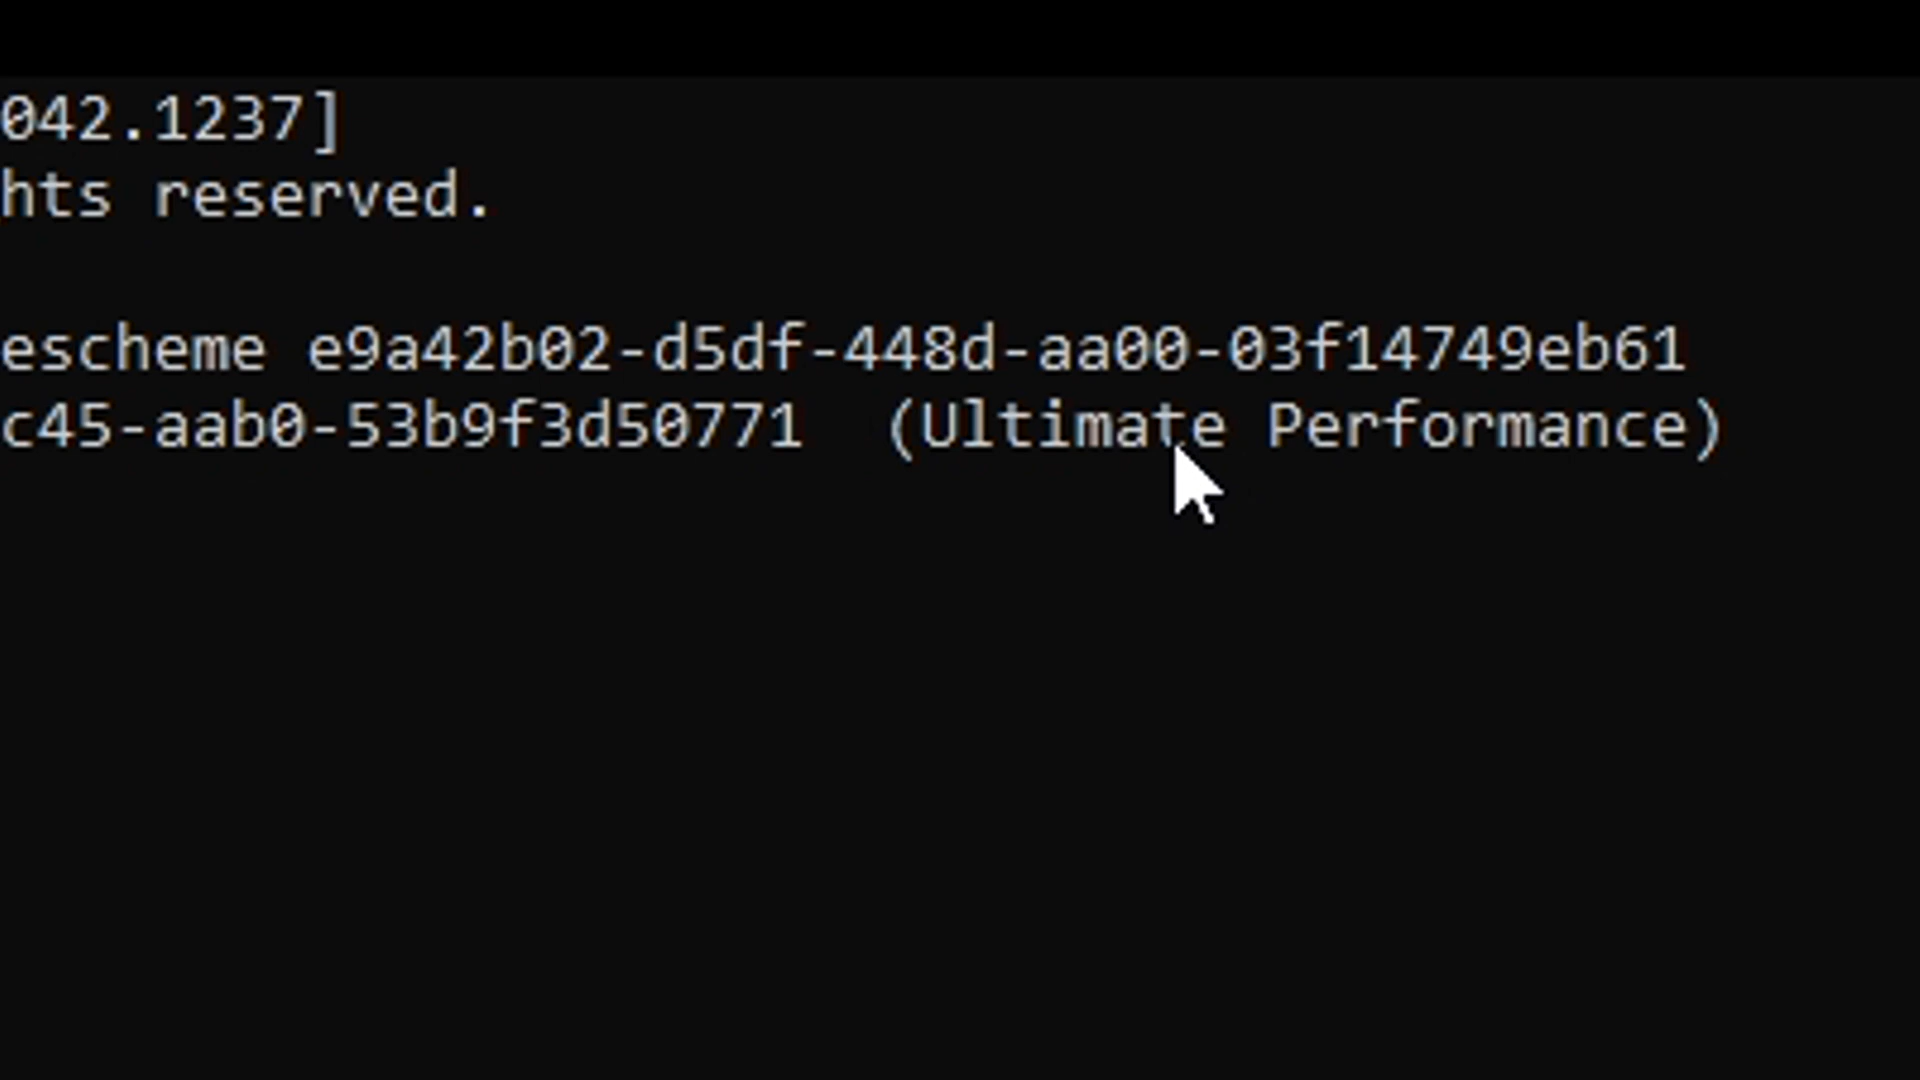 042.1237]
hts reserved.
escheme e9a42b02-d5df-448d-aa00-03f14749eb61
c45-aab0-53b9f3d50771 (Ultimate Performance)